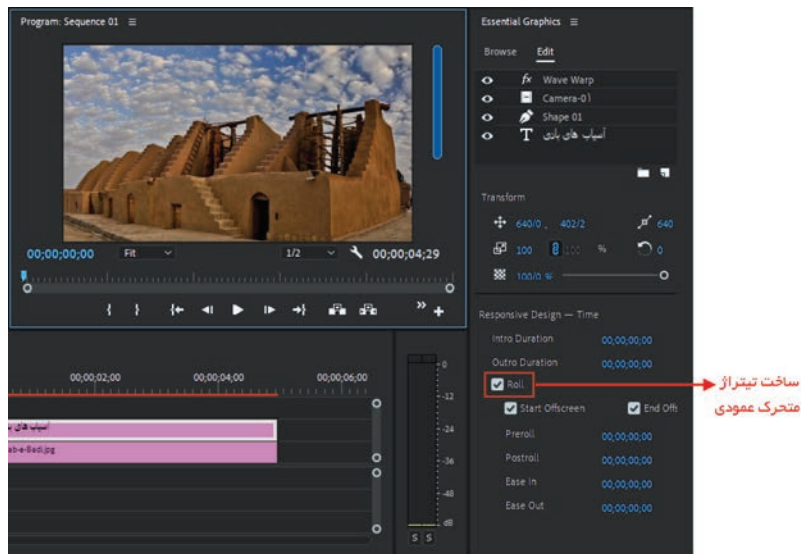 Program: Sequence 01
00;00;00;00
Fit
1/2
00;00;04;29
00;00;02;00
00;00;04;00
00;00;06;00
آسیاب های
ab-e-Badi.jpg
0
-12
-24
-36
-48
dB
S S
Essential Graphics
Browse Edit
fx Wave Warp
Camera-01
Shape 01
T آسیاب های بادی
Transform
640/0 , 402/2
640
100
100 %
0
100/0 %
Responsive Design — Time
Intro Duration 00;00;00;00
Outro Duration 00;00;00;00
Roll
Start Offscreen
End Offs
Preroll 00;00;00;00
Postroll 00;00;00;00
Ease In 00;00;00;00
Ease Out 00;00;00;00
ساخت تیتراژ
متحرک عمودی